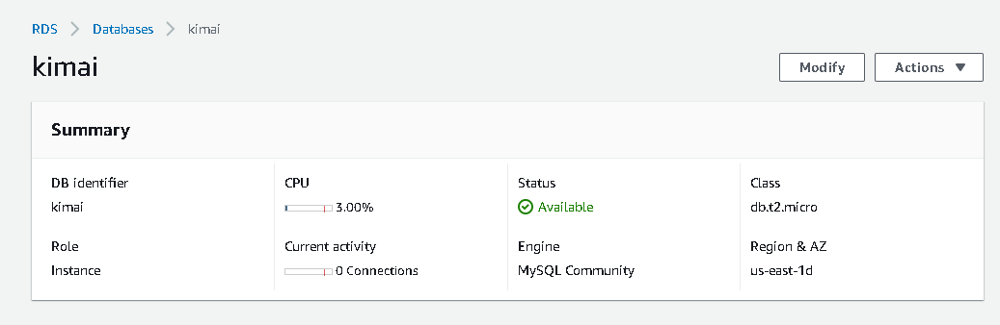 RDS > Databases > kimai
kimai
Modify
Actions ▼
Summary
DB identifier
kimai
CPU
3.00%
Status
Available
Class
db.t2.micro
Role
Instance
Current activity
0 Connections
Engine
MySQL Community
Region & AZ
us-east-1d